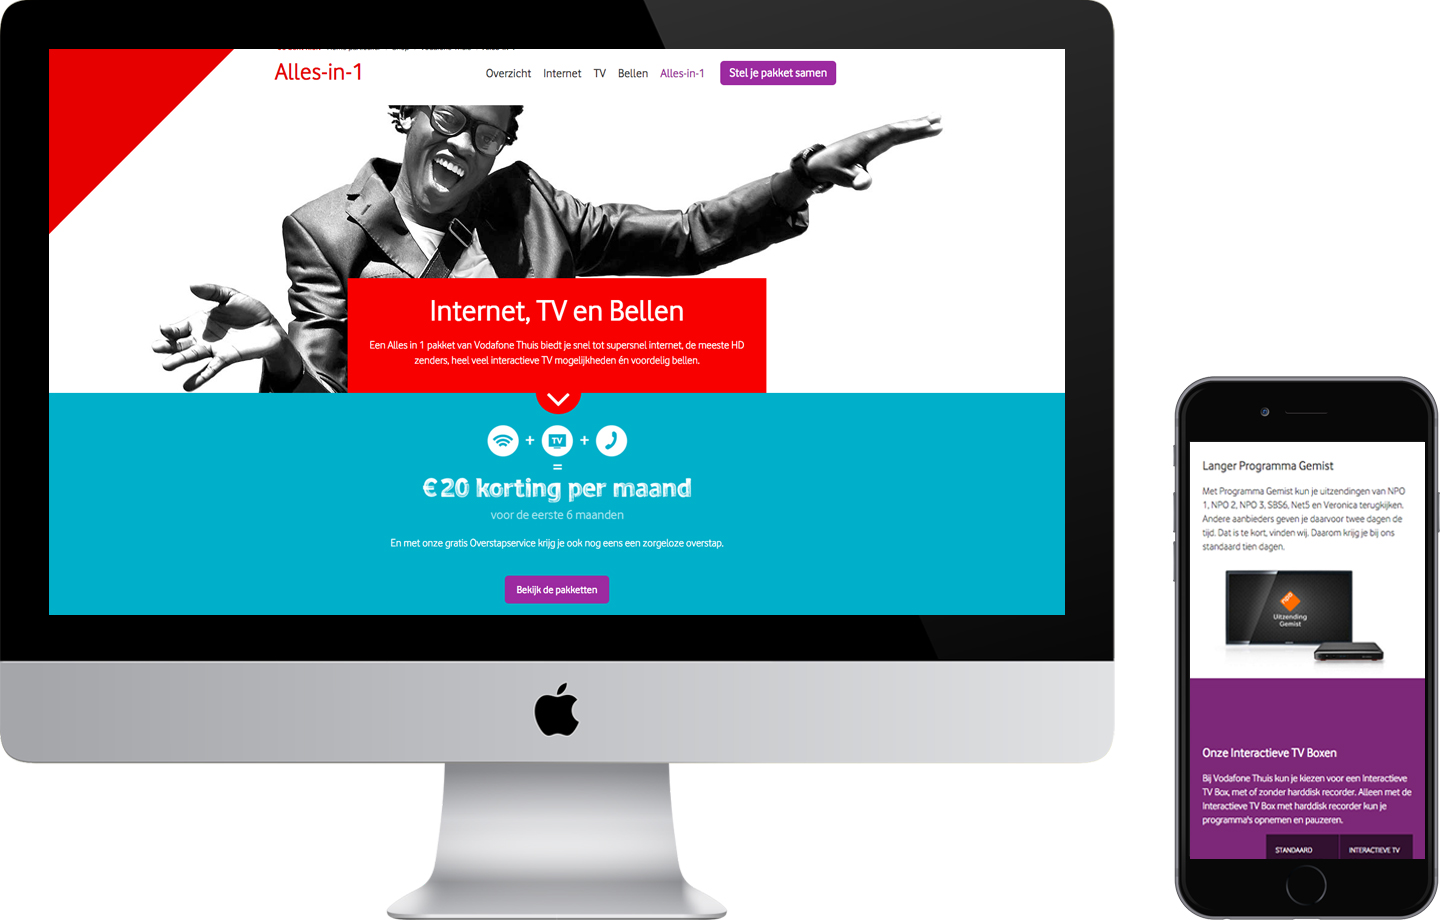 Alles-in-1
Overzicht Internet TV Bellen Alles-in-1 Stel je pakket samen
Internet, TV en Bellen
Een Alles in 1 pakket van Vodafone Thuis biedt je snel tot supersnel internet, de meeste HD
zenders, heel veel interactieve TV mogelijkheden én voordelig bellen.
+ TV +
=
€20 korting per maand
voor de eerste 6 maanden
En met onze gratis Overstapservice krijg je ook nog eens een zorgeloze overstap.
Bekijk de pakketten
Langer Programma Gemist
Met Programma Gemist kun je uitzendingen van NPO
1, NPO 2, NPO 3, SBS6, Net5 en Veronica terugkijken.
Andere aanbieders geven je daarvoor twee dagen de
tijd. Dat is te kort, vinden wij. Daarom krijg je bij ons
standaard tien dagen.
Uitzending
Gemist
Onze Interactieve TV Boxen
Bij Vodafone Thuis kun je kiezen voor een Interactieve
TV Box, met of zonder harddisk recorder. Alleen met de
Interactieve TV Box met harddisk recorder kun je
programma's opnemen en pauzeren.
STANDAARD INTERACTIEVE TV